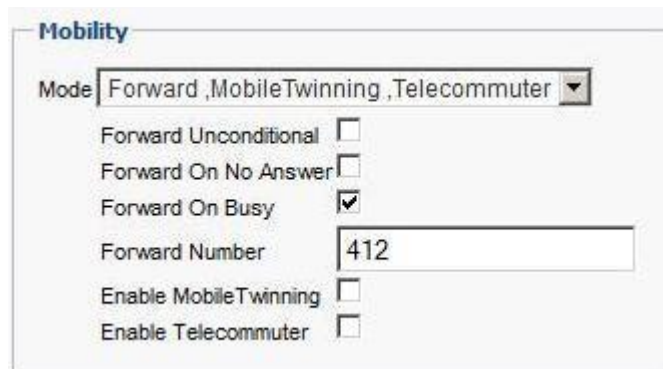 Mobility
Mode Forward ,MobileTwinning ,Telecommuter
Forward Unconditional
Forward On No Answer
Forward On Busy
Forward Number 412
Enable MobileTwinning
Enable Telecommuter